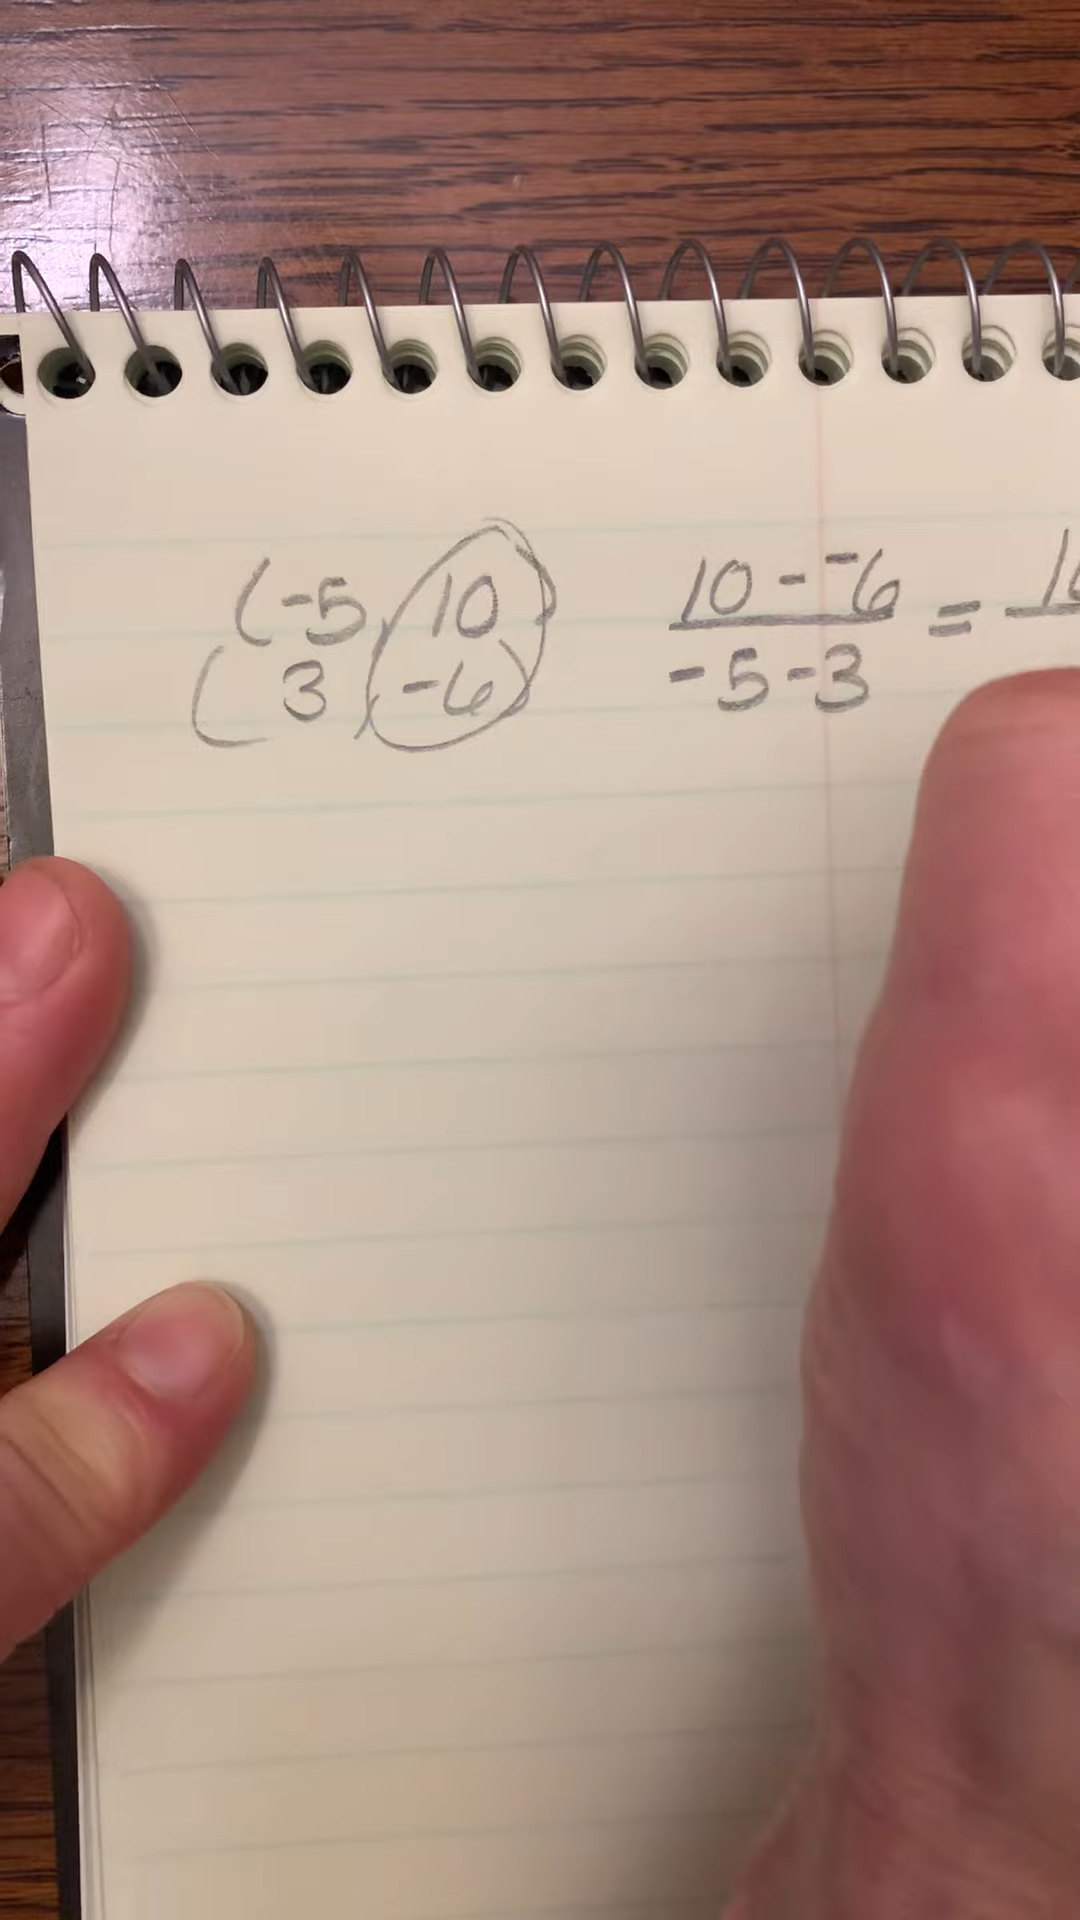 (-5, 10)
(3, -6)
10 - -6
-5 - 3
=